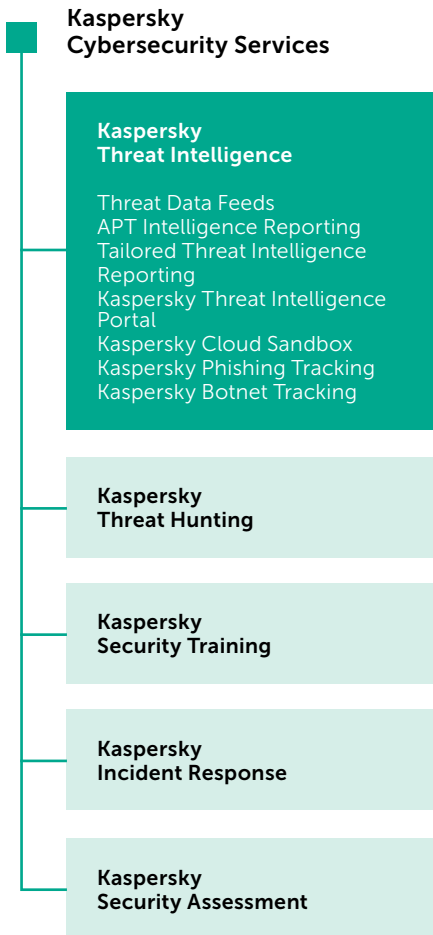 Kaspersky
Cybersecurity Services
Kaspersky
Threat Intelligence
Threat Data Feeds
APT Intelligence Reporting
Tailored Threat Intelligence
Reporting
Kaspersky Threat Intelligence
Portal
Kaspersky Cloud Sandbox
Kaspersky Phishing Tracking
Kaspersky Botnet Tracking
Kaspersky
Threat Hunting
Kaspersky
Security Training
Kaspersky
Incident Response
Kaspersky
Security Assessment